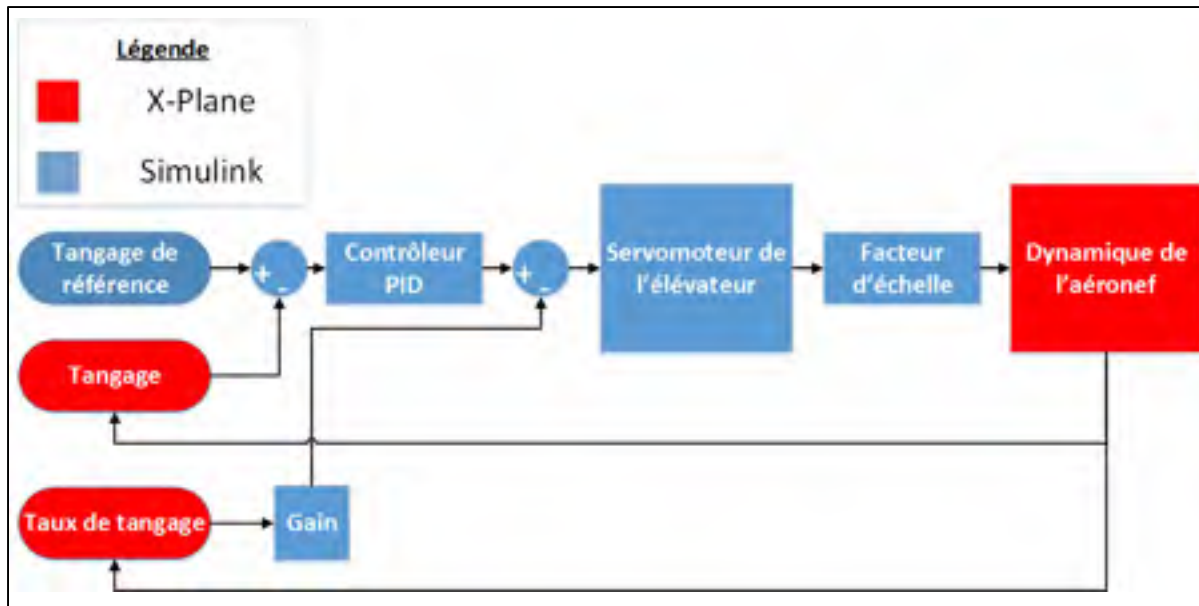 Légende
X-Plane
Simulink
Tangage de
référence
+
-
Contrôleur
PID
+
-
Servomoteur de
l'élévateur
Facteur
d'échelle
Dynamique de
l'aéronef
Tangage
Taux de tangage
Gain